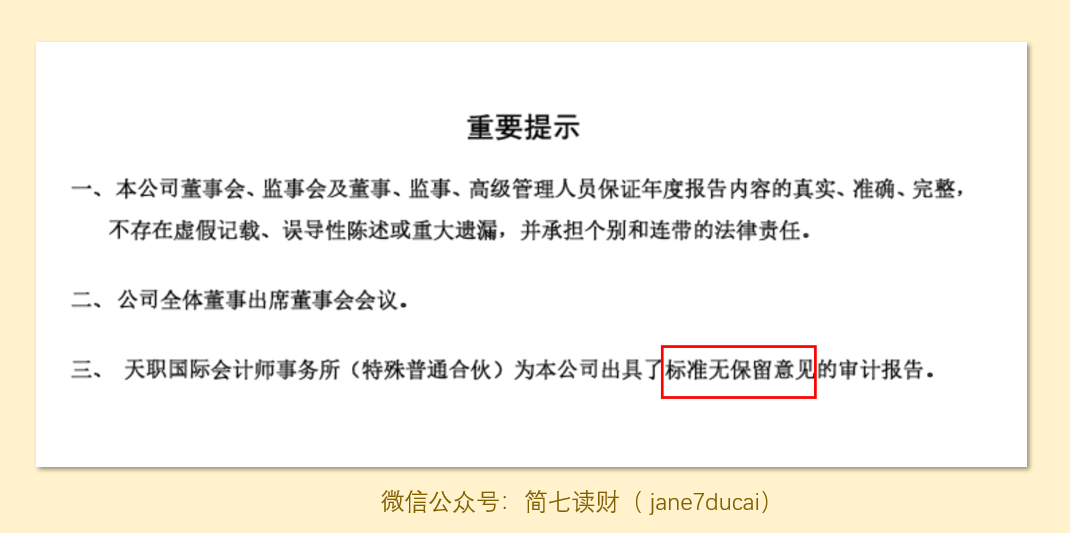 重要提示
一、本公司董事会、监事会及董事、监事、高级管理人员保证年度报告内容的真实、准确、完整，
不存在虚假记载、误导性陈述或重大遗漏，并承担个别和连带的法律责任。
二、公司全体董事出席董事会会议。
三、天职国际会计师事务所（特殊普通合伙）为本公司出具了标准无保留意见的审计报告。
微信公众号：简七读财（jane7ducai）